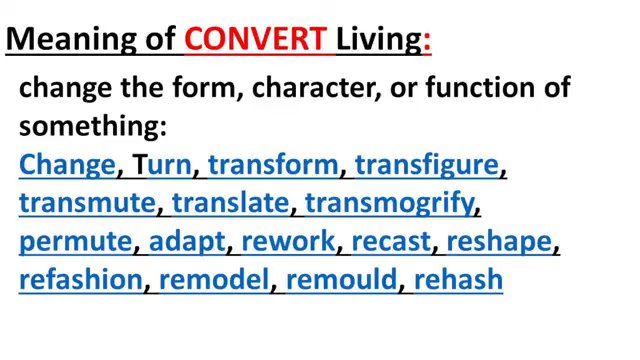 Meaning of CONVERT Living:
change the form, character, or function of
something:
Change, Turn, transform, transfigure,
transmute, translate, transmogrify,
permute, adapt, rework, recast, reshape,
refashion, remodel, remould, rehash